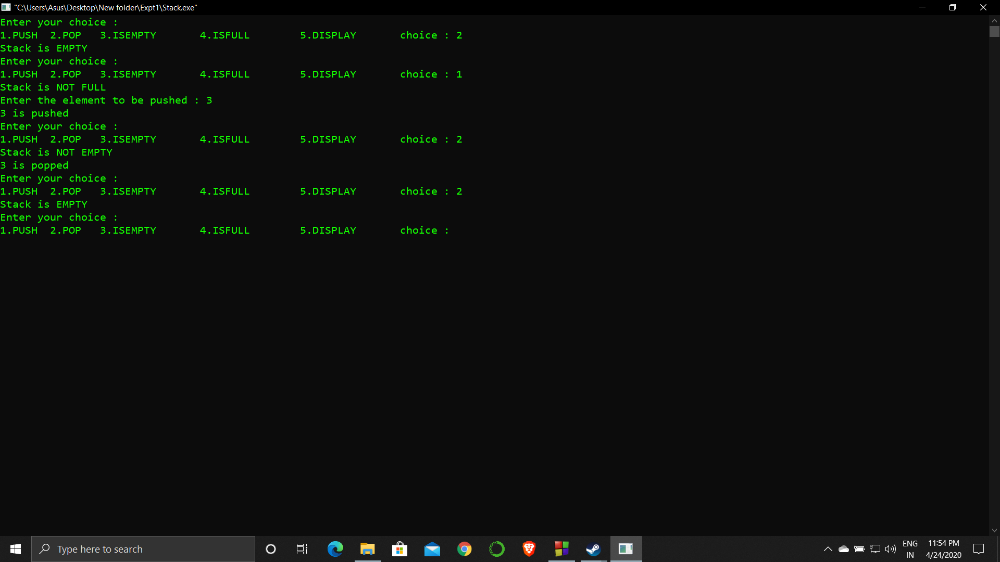 "C:\Users\Asus\Desktop\New folder\Expt1\Stack.exe"
Enter your choice :
1.PUSH  2.POP   3.ISEMPTY       4.ISFULL        5.DISPLAY       choice : 2
Stack is EMPTY
Enter your choice :
1.PUSH  2.POP   3.ISEMPTY       4.ISFULL        5.DISPLAY       choice : 1
Stack is NOT FULL
Enter the element to be pushed : 3
3 is pushed
Enter your choice :
1.PUSH  2.POP   3.ISEMPTY       4.ISFULL        5.DISPLAY       choice : 2
Stack is NOT EMPTY
3 is popped
Enter your choice :
1.PUSH  2.POP   3.ISEMPTY       4.ISFULL        5.DISPLAY       choice : 2
Stack is EMPTY
Enter your choice :
1.PUSH  2.POP   3.ISEMPTY       4.ISFULL        5.DISPLAY       choice :
Type here to search
ENG
IN
11:54 PM
4/24/2020